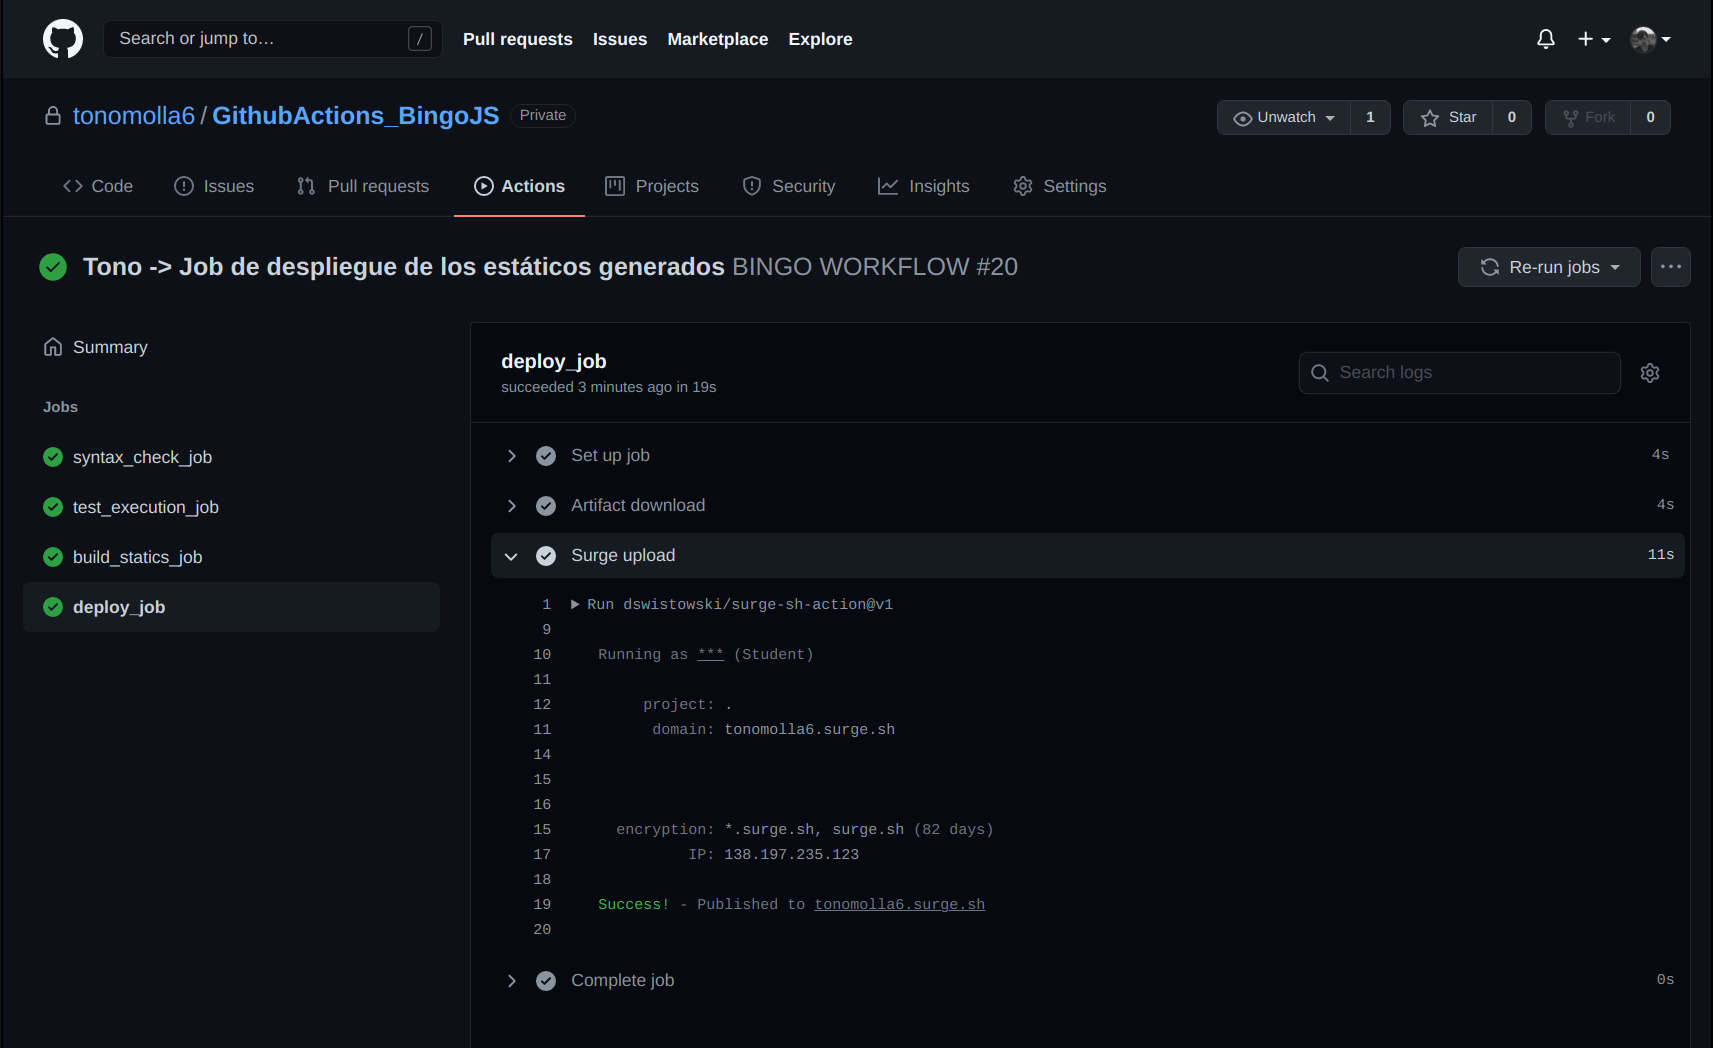 Search or jump to… /
Pull requests Issues Marketplace Explore
tonomolla6 / GithubActions_BingoJS Private
Unwatch 1 Star 0 Fork 0
Code Issues Pull requests Actions Projects Security Insights Settings
Tono -> Job de despliegue de los estáticos generados BINGO WORKFLOW #20
Re-run jobs
Summary
Jobs
syntax_check_job
test_execution_job
build_statics_job
deploy_job
deploy_job
succeeded 3 minutes ago in 19s
Search logs
Set up job 4s
Artifact download 4s
Surge upload 11s
1 Run dswistowski/surge-sh-action@v1
9
10 Running as *** (Student)
11
12 project: .
11 domain: tonomolla6.surge.sh
14
15
16
15 encryption: *.surge.sh, surge.sh (82 days)
17 IP: 138.197.235.123
18
19 Success! - Published to tonomolla6.surge.sh
20
Complete job 0s